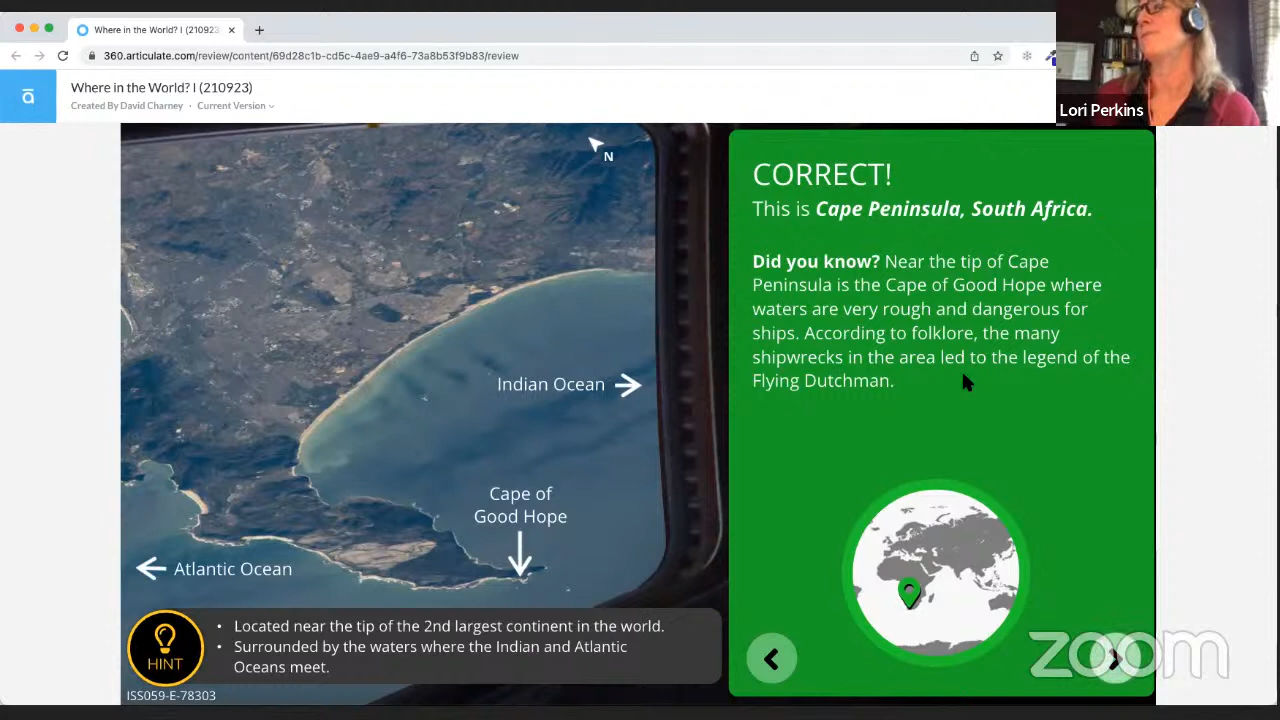 Where in the World? I (210923
360.articulate.com/review/content/69d28c1b-cd5c-4ae9-a4f6-73a8b53f9b83/review
ā
Where in the World? I (210923)
Created By David Charney • Current Version
Lori Perkins
N
Indian Ocean
Cape of
Good Hope
Atlantic Ocean
HINT
• Located near the tip of the 2nd largest continent in the world.
• Surrounded by the waters where the Indian and Atlantic
Oceans meet.
ISS059-E-78303
CORRECT!
This is Cape Peninsula, South Africa.
Did you know? Near the tip of Cape
Peninsula is the Cape of Good Hope where
waters are very rough and dangerous for
ships. According to folklore, the many
shipwrecks in the area led to the legend of the
Flying Dutchman.
zoom